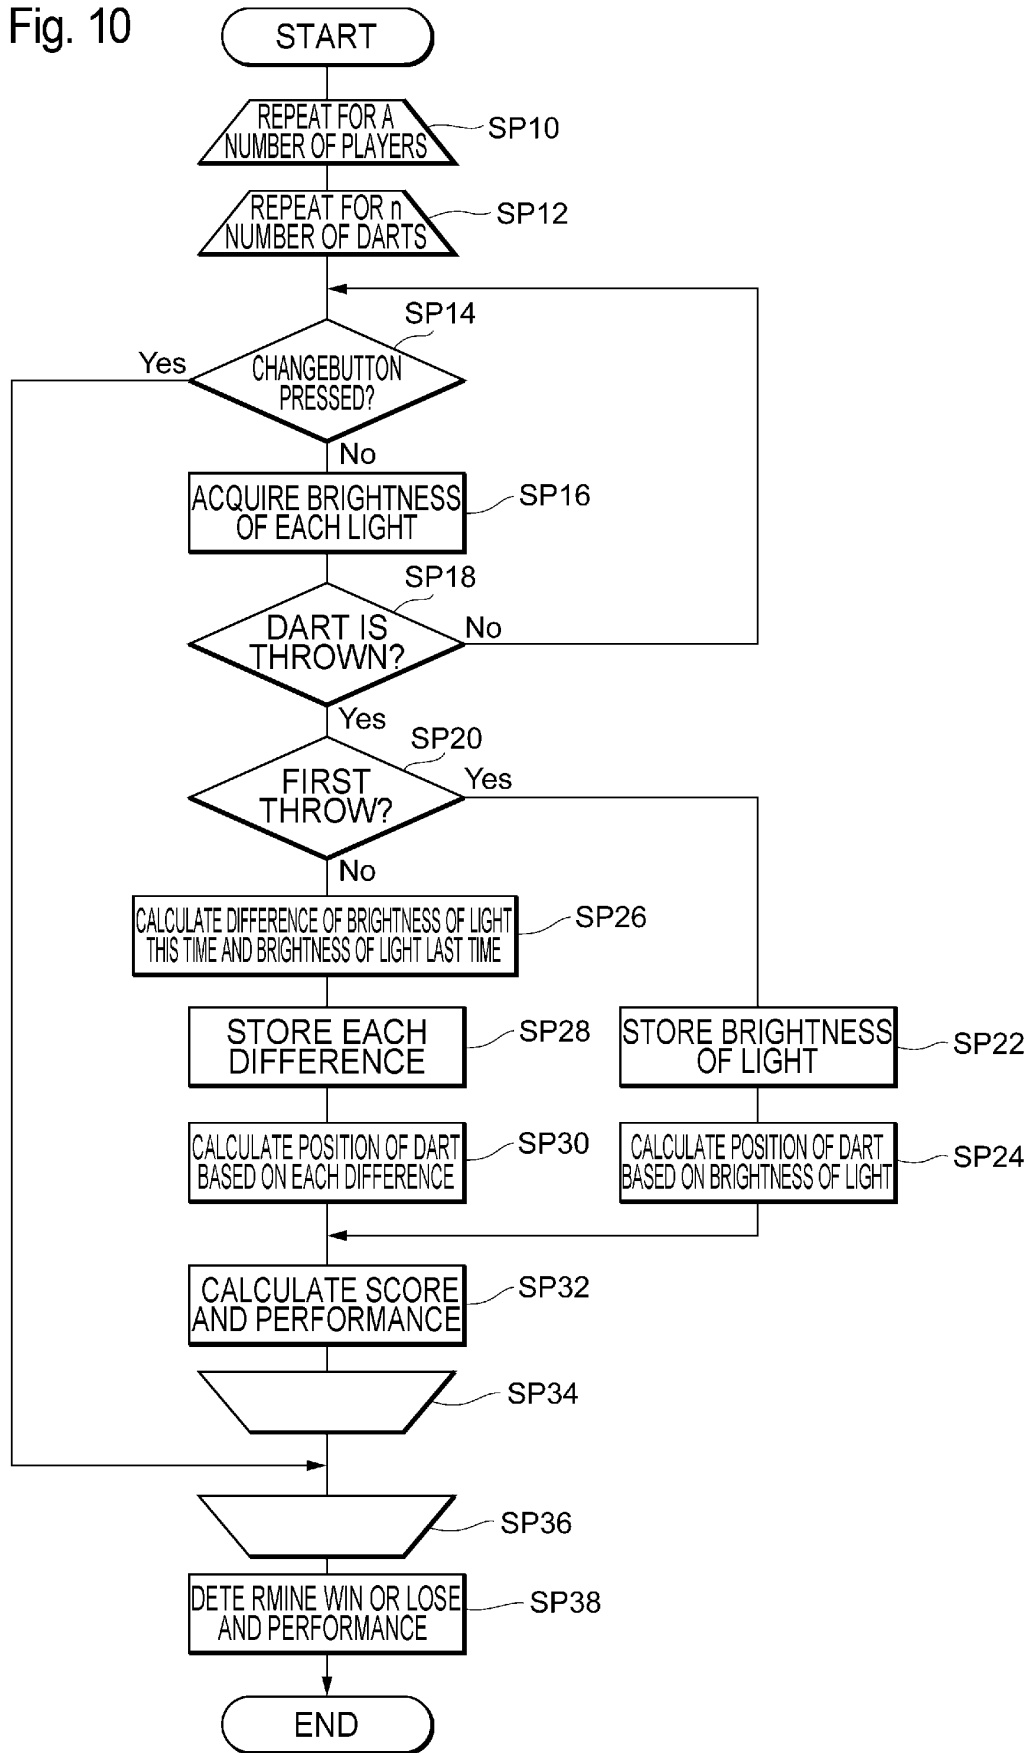 Fig. 10
START
REPEAT FOR A
NUMBER OF PLAYERS
SP10
REPEAT FOR n
NUMBER OF DARTS
SP12
SP14
Yes
CHANGEBUTTON
PRESSED?
No
ACQUIRE BRIGHTNESS
OF EACH LIGHT
SP16
SP18
DART IS
THROWN?
No
Yes
SP20
FIRST
THROW?
Yes
No
CALCULATE DIFFERENCE OF BRIGHTNESS OF LIGHT
THIS TIME AND BRIGHTNESS OF LIGHT LAST TIME
SP26
STORE EACH
DIFFERENCE
SP28
STORE BRIGHTNESS
OF LIGHT
SP22
CALCULATE POSITION OF DART
BASED ON EACH DIFFERENCE
SP30
CALCULATE POSITION OF DART
BASED ON BRIGHTNESS OF LIGHT
SP24
CALCULATE SCORE
AND PERFORMANCE
SP32
SP34
SP36
DETE RMINE WIN OR LOSE
AND PERFORMANCE
SP38
END